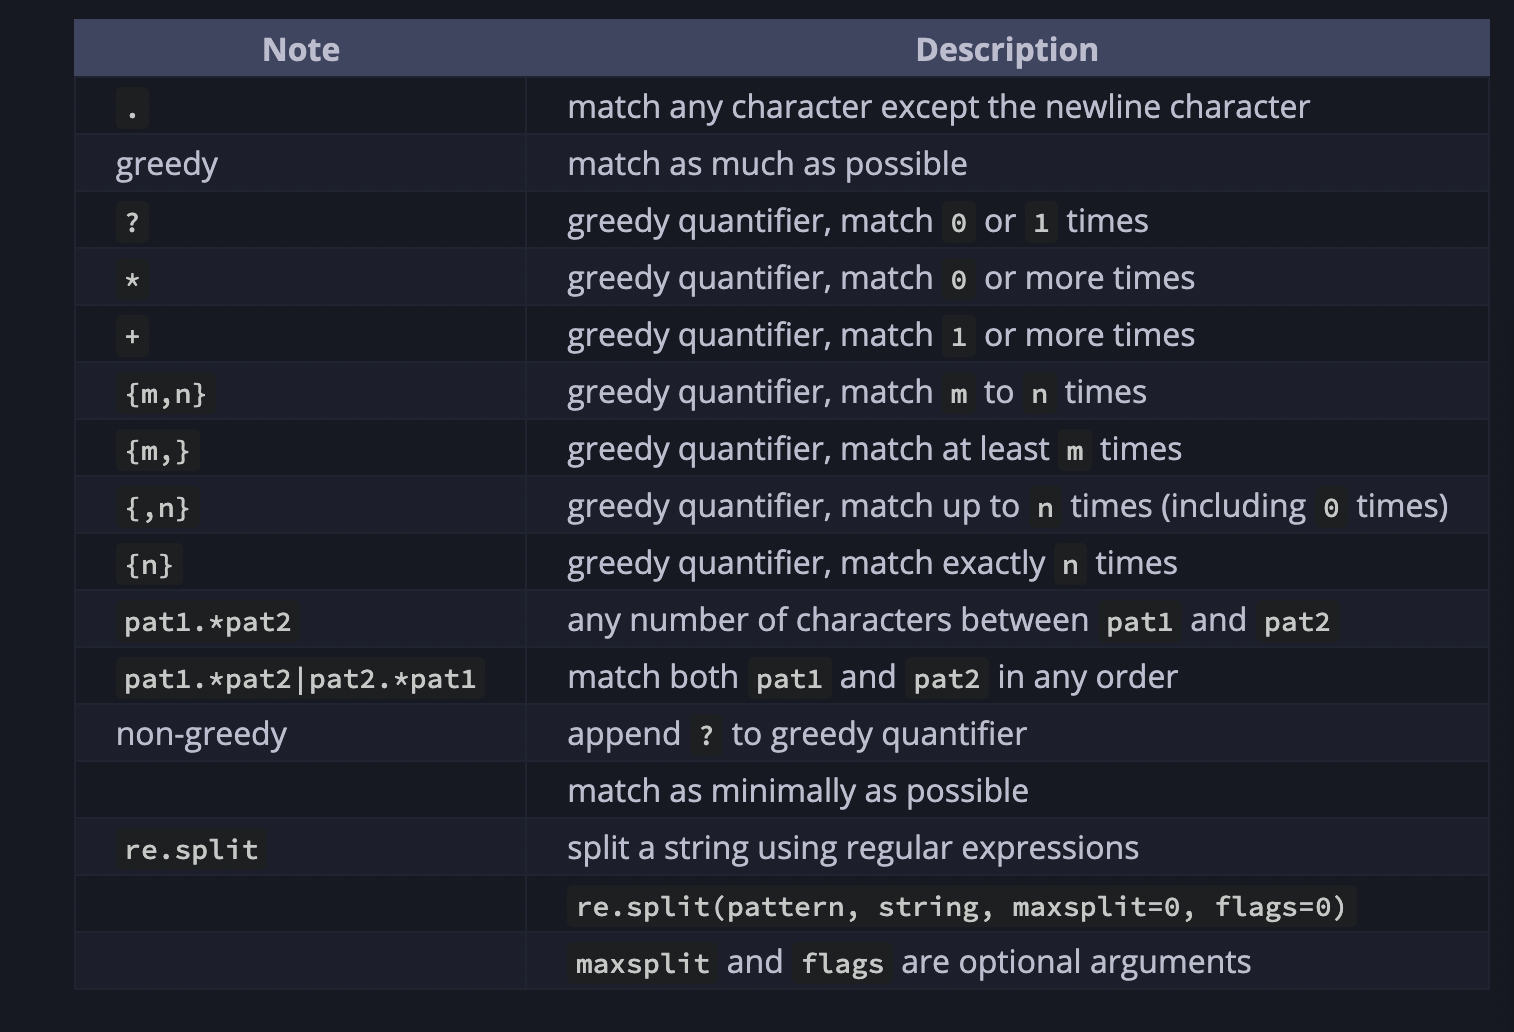 Note Description
. match any character except the newline character
greedy match as much as possible
? greedy quantifier, match 0 or 1 times
* greedy quantifier, match 0 or more times
+ greedy quantifier, match 1 or more times
{m,n} greedy quantifier, match m to n times
{m,} greedy quantifier, match at least m times
{,n} greedy quantifier, match up to n times (including 0 times)
{n} greedy quantifier, match exactly n times
pat1.*pat2 any number of characters between pat1 and pat2
pat1.*pat2|pat2.*pat1 match both pat1 and pat2 in any order
non-greedy append ? to greedy quantifier
match as minimally as possible
re.split split a string using regular expressions
re.split(pattern, string, maxsplit=0, flags=0)
maxsplit and flags are optional arguments